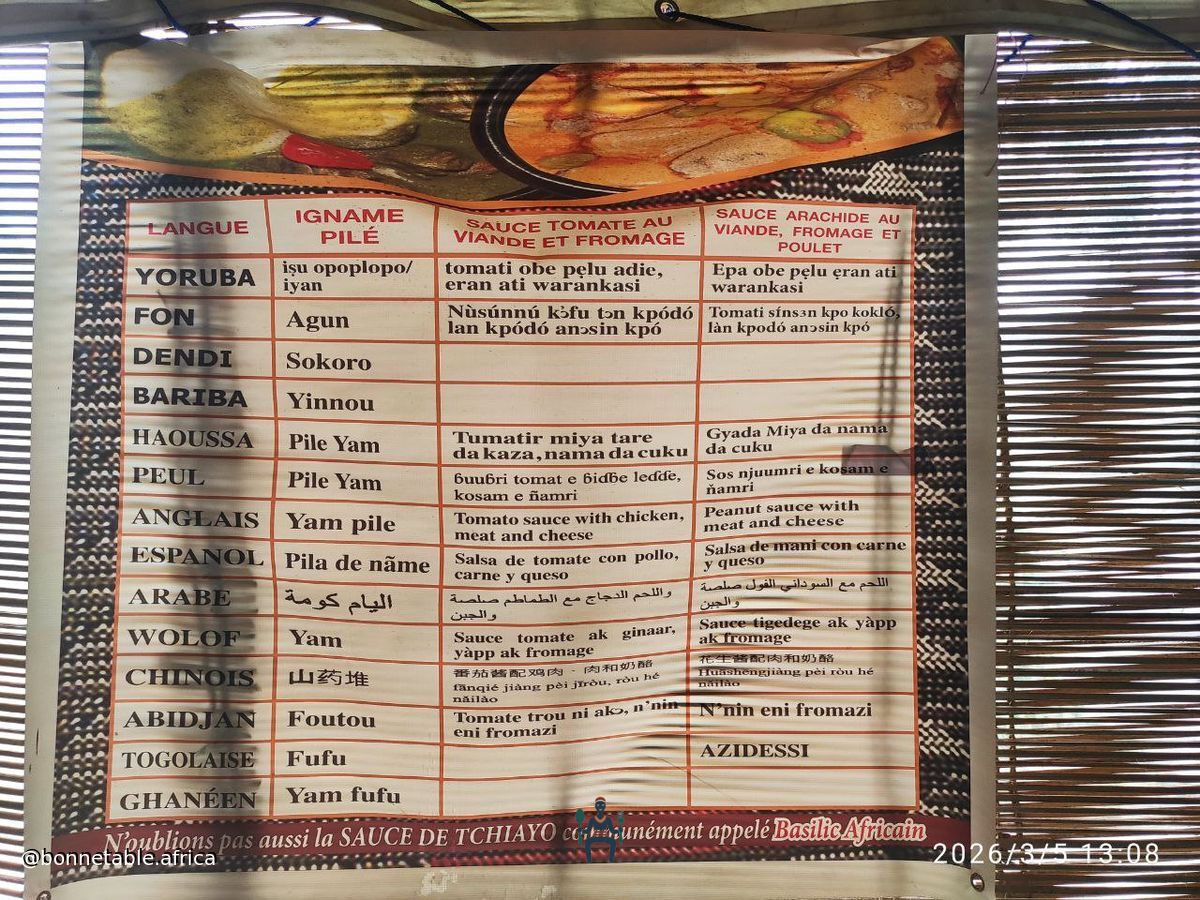 LANGUE
IGNAME
PILÉ
SAUCE TOMATE AU
VIANDE ET FROMAGE
SAUCE ARACHIDE AU
VIANDE, FROMAGE ET
POULET
YORUBA
iṣu opoplopo/
iyan
tomati obe pẹlu adie,
eran ati warankasi
Epa obe pẹlu ẹran ati
warankasi
FON
Agun
Nùsúnnú kɔ̀fu tɔn kpódó
lan kpódó anɔsin kpó
Tomati sínsɜn kpo kokló,
làn kpodó anɔsin kpó
DENDI
Sokoro
BARIBA
Yinnou
HAOUSSA
Pile Yam
Tumatir miya tare
da kaza, nama da cuku
Gyada Miya da nama
da cuku
PEUL
Pile Yam
ɓuuɓri tomat e ɓiɗɓe leɗɗe,
kosam e ñamri
Sos njuumri e kosam e
ñamri
ANGLAIS
Yam pile
Tomato sauce with chicken,
meat and cheese
Peanut sauce with
meat and cheese
ESPANOL
Pila de nãme
Salsa de tomate con pollo,
carne y queso
Salsa de mani con carne
y queso
ARABE
اليام كومة
واللحم الدجاج مع الطماطم صلصة
والجبن
اللحم مع السوداني الفول صلصة
والجبن
WOLOF
Yam
Sauce tomate ak ginaar,
yàpp ak fromage
Sauce tigedege ak yàpp
ak fromage
CHINOIS
山药堆
番茄酱配鸡肉、肉和奶酪
fānqié jiàng pèi jīròu, ròu hé
nǎilào
花生酱配肉和奶酪
Huāshēngjiàng pèi ròu hé
nǎilào
ABIDJAN
Foutou
Tomate trou ni akɔ, n'nin
eni fromazi
N'nin eni fromazi
TOGOLAISE
Fufu
AZIDESSI
GHANÉEN
Yam fufu
N'oublions pas aussi la SAUCE DE TCHIAYO communément appelé Basilic Africain
@bonnetable.africa
2026/3/5 13:08